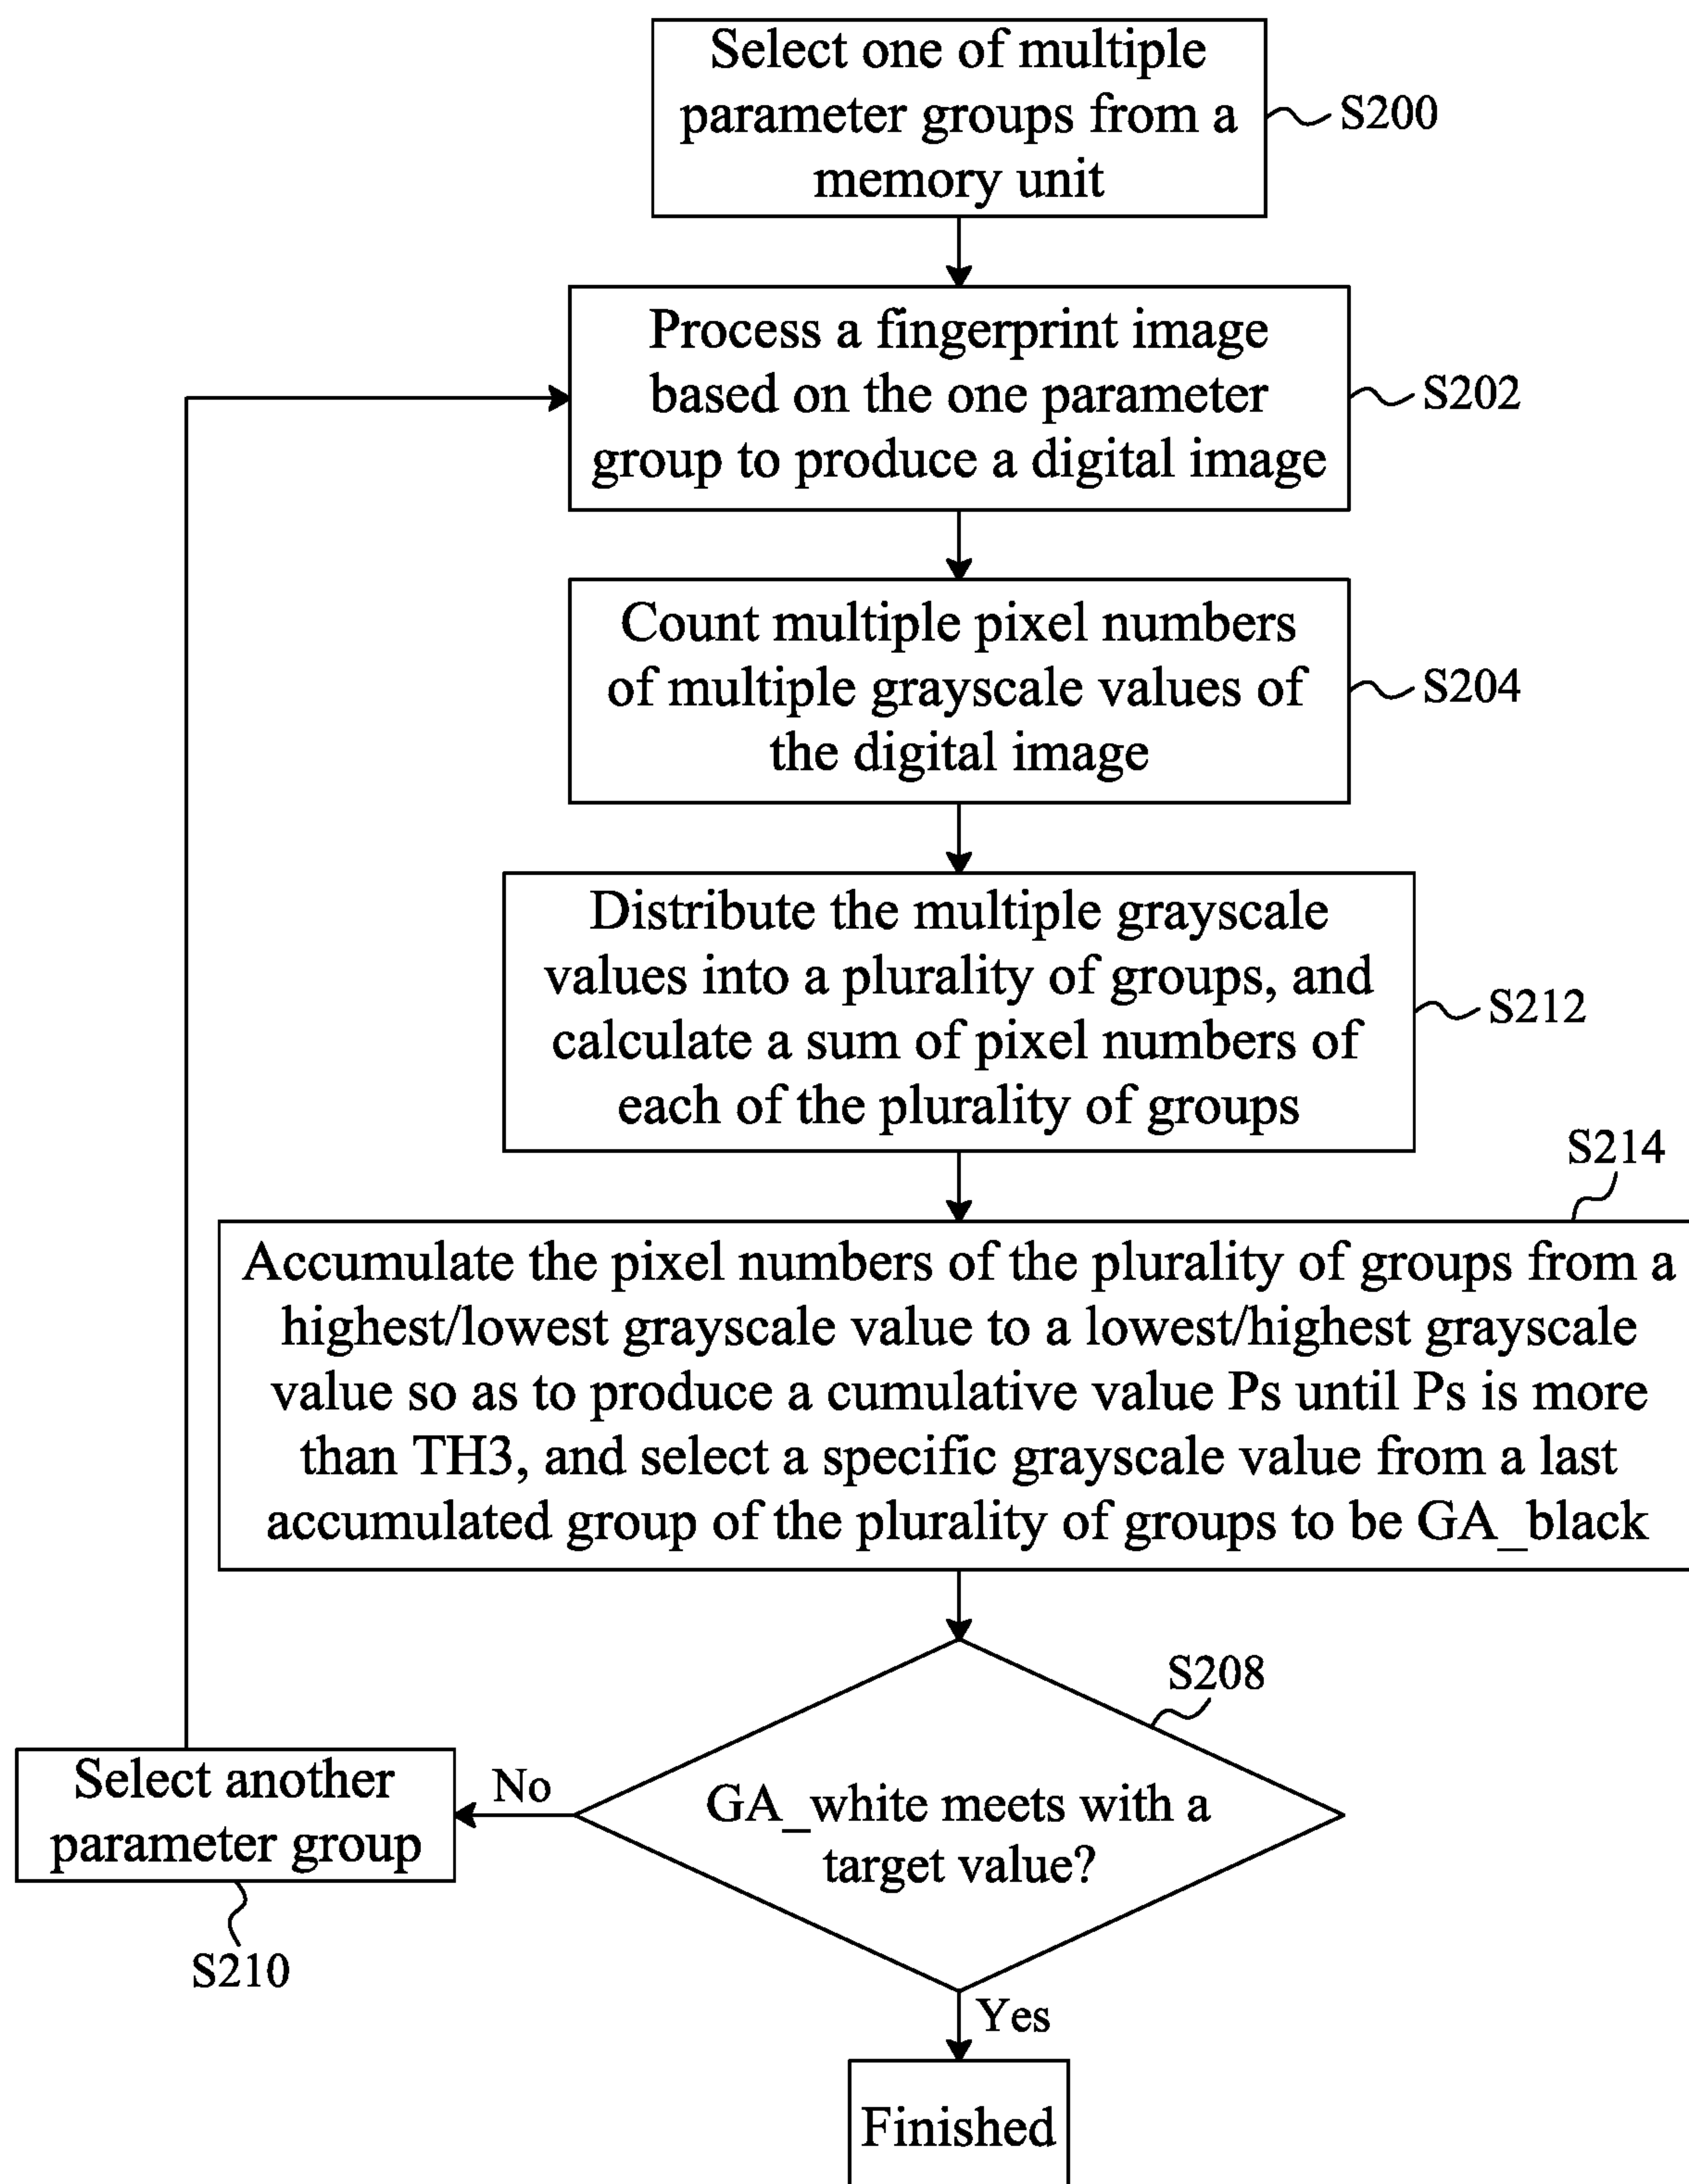 Select one of multiple
parameter groups from a
memory unit
S200
Process a fingerprint image
based on the one parameter
group to produce a digital image
S202
Count multiple pixel numbers
of multiple grayscale values of
the digital image
S204
Distribute the multiple grayscale
values into a plurality of groups, and
calculate a sum of pixel numbers of
each of the plurality of groups
S212
S214
Accumulate the pixel numbers of the plurality of groups from a
highest/lowest grayscale value to a lowest/highest grayscale
value so as to produce a cumulative value Ps until Ps is more
than TH3, and select a specific grayscale value from a last
accumulated group of the plurality of groups to be GA_black
S208
GA_white meets with a
target value?
No
Select another
parameter group
S210
Yes
Finished